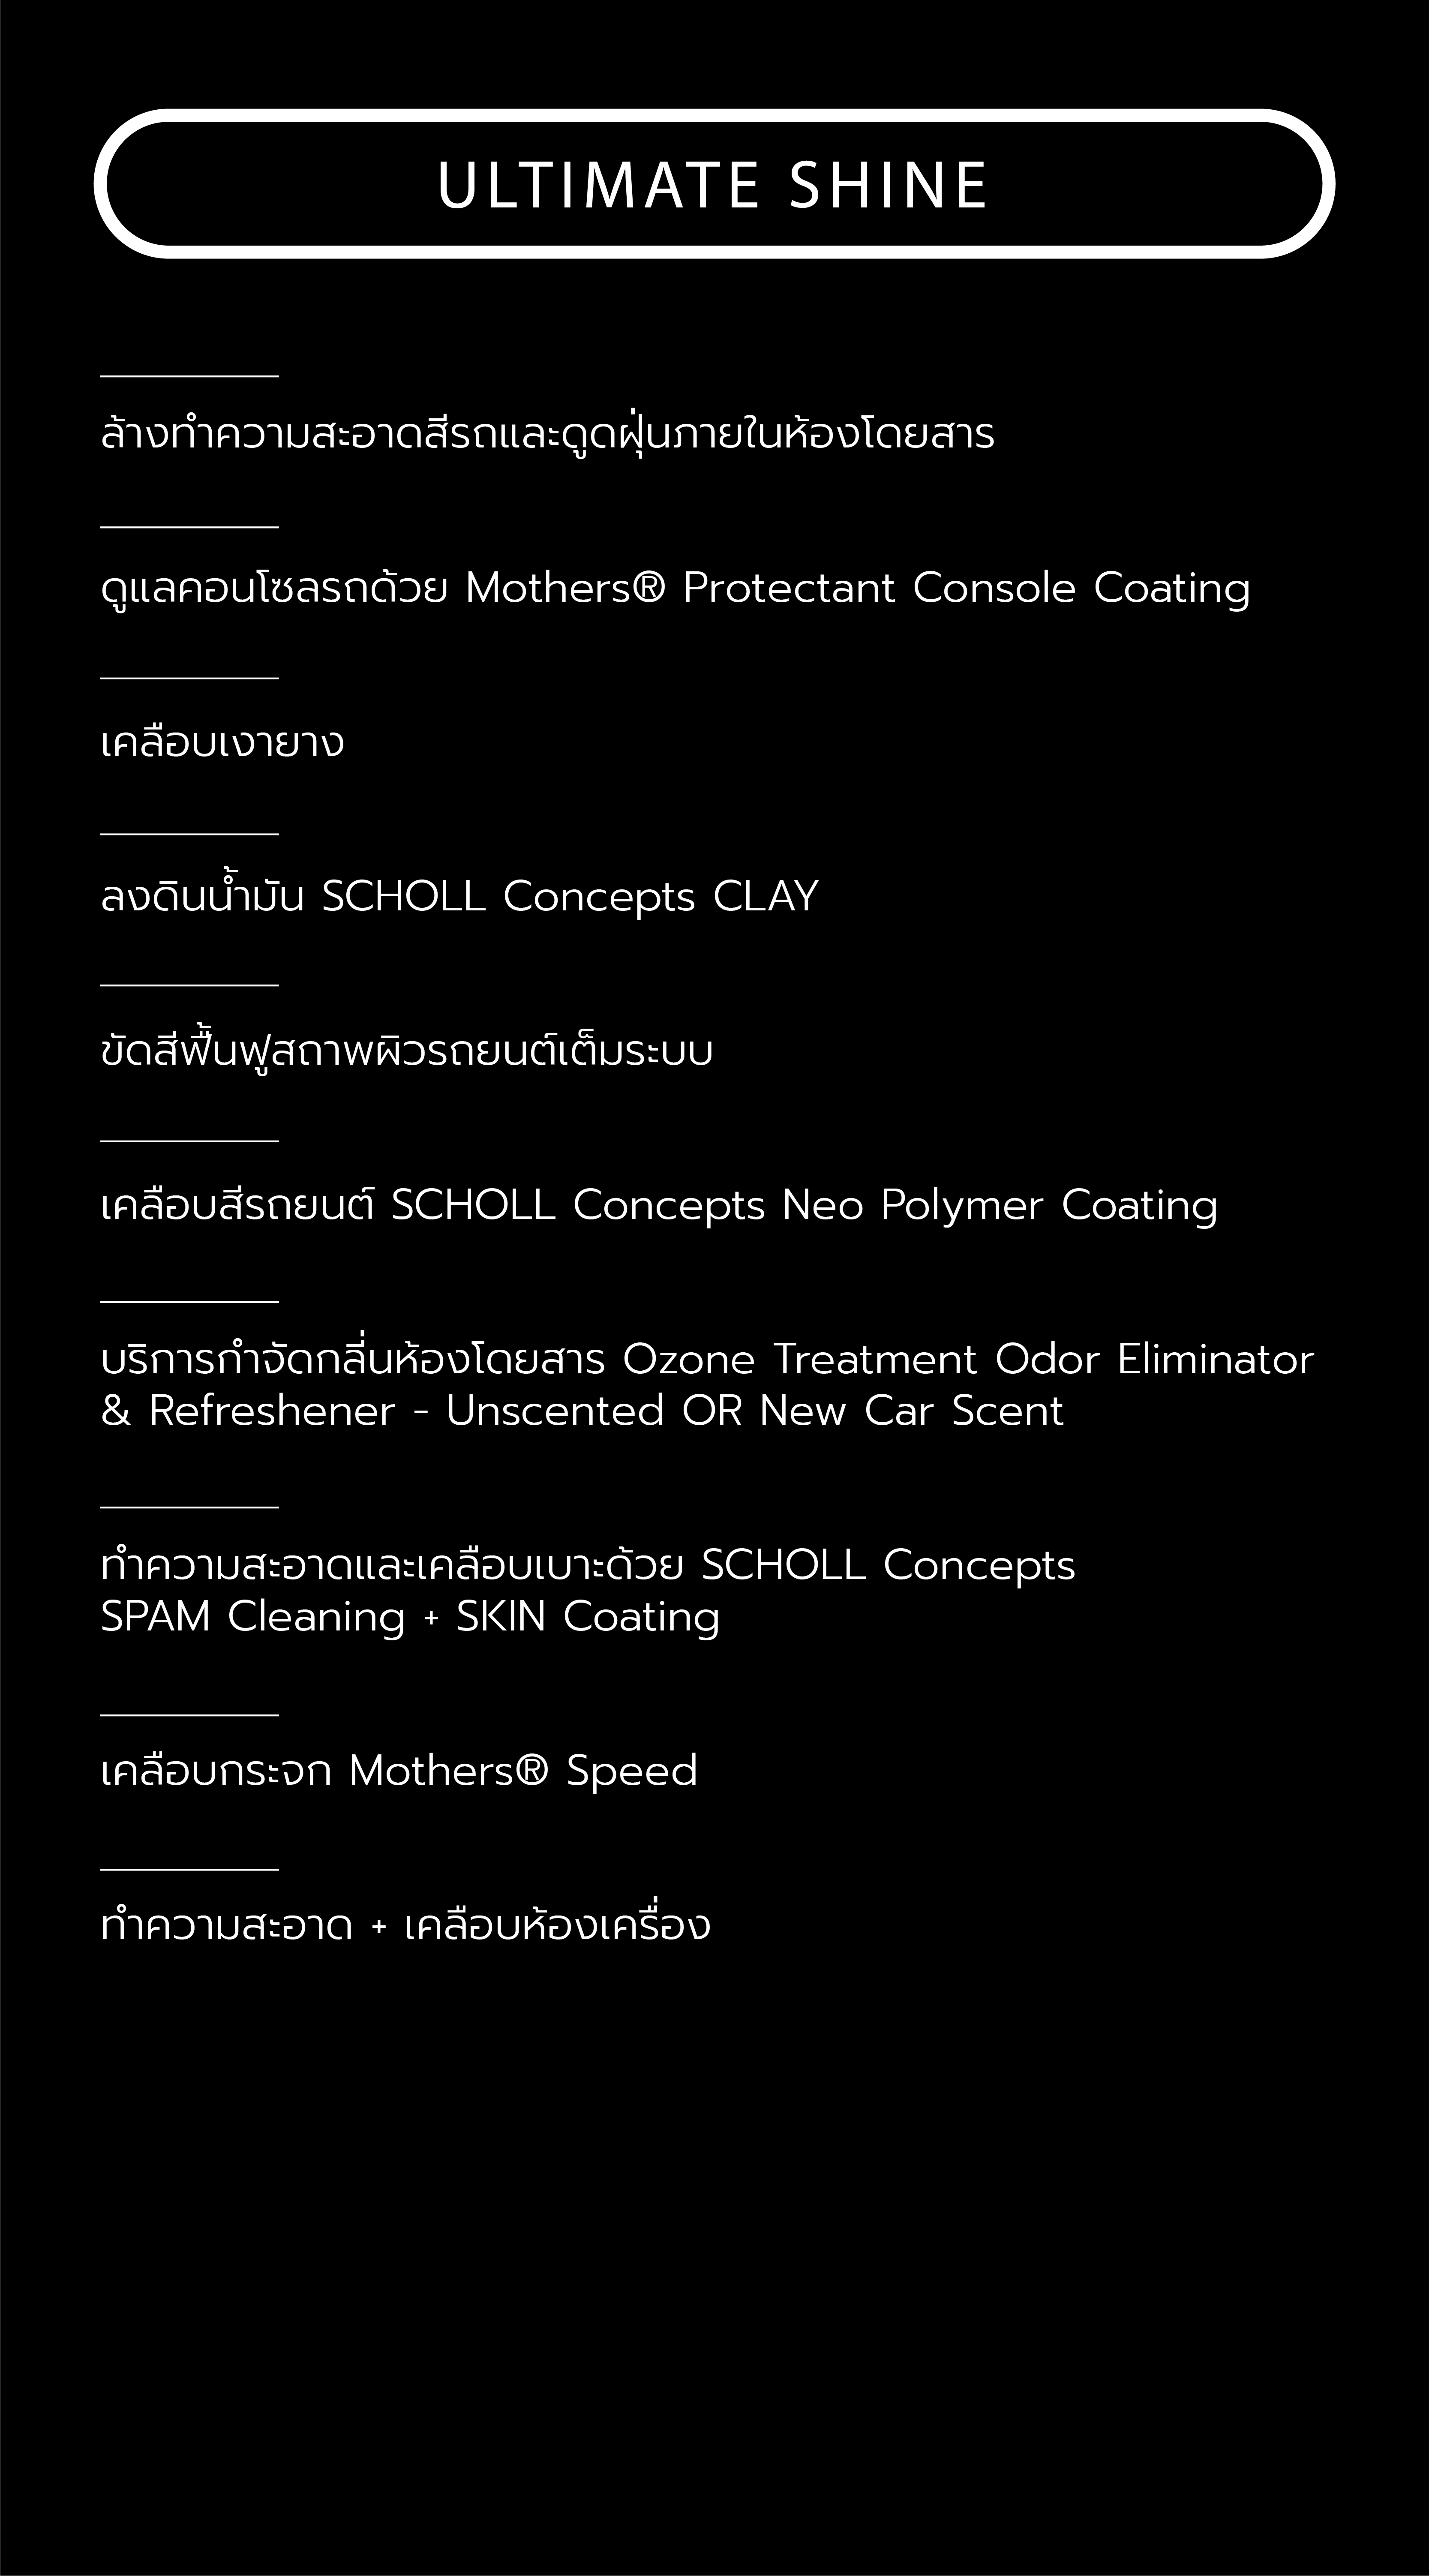 ULTIMATE SHINE
ล้างทำความสะอาดสีรถและดูดฝุ่นภายในห้องโดยสาร
ดูแลคอนโซลรถด้วย Mothers® Protectant Console Coating
เคลือบเงายาง
ลงดินน้ำมัน SCHOLL Concepts CLAY
ขัดสีฟื้นฟูสภาพผิวรถยนต์เต็มระบบ
เคลือบสีรถยนต์ SCHOLL Concepts Neo Polymer Coating
บริการกำจัดกลิ่นห้องโดยสาร Ozone Treatment Odor Eliminator
& Refreshener - Unscented OR New Car Scent
ทำความสะอาดและเคลือบเบาะด้วย SCHOLL Concepts
SPAM Cleaning + SKIN Coating
เคลือบกระจก Mothers® Speed
ทำความสะอาด + เคลือบห้องเครื่อง